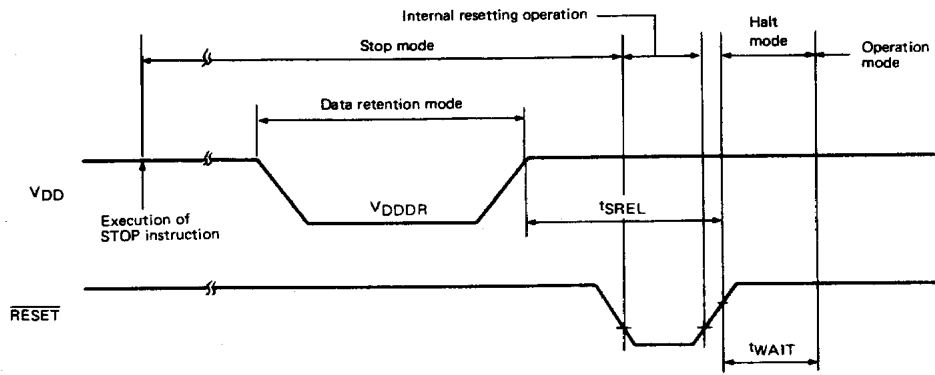 Internal resetting operation
Halt
mode
Stop mode
Operation
mode
Data retention mode
VDD
VDDDR
tSREL
Execution of
STOP instruction
RESET
tWAIT